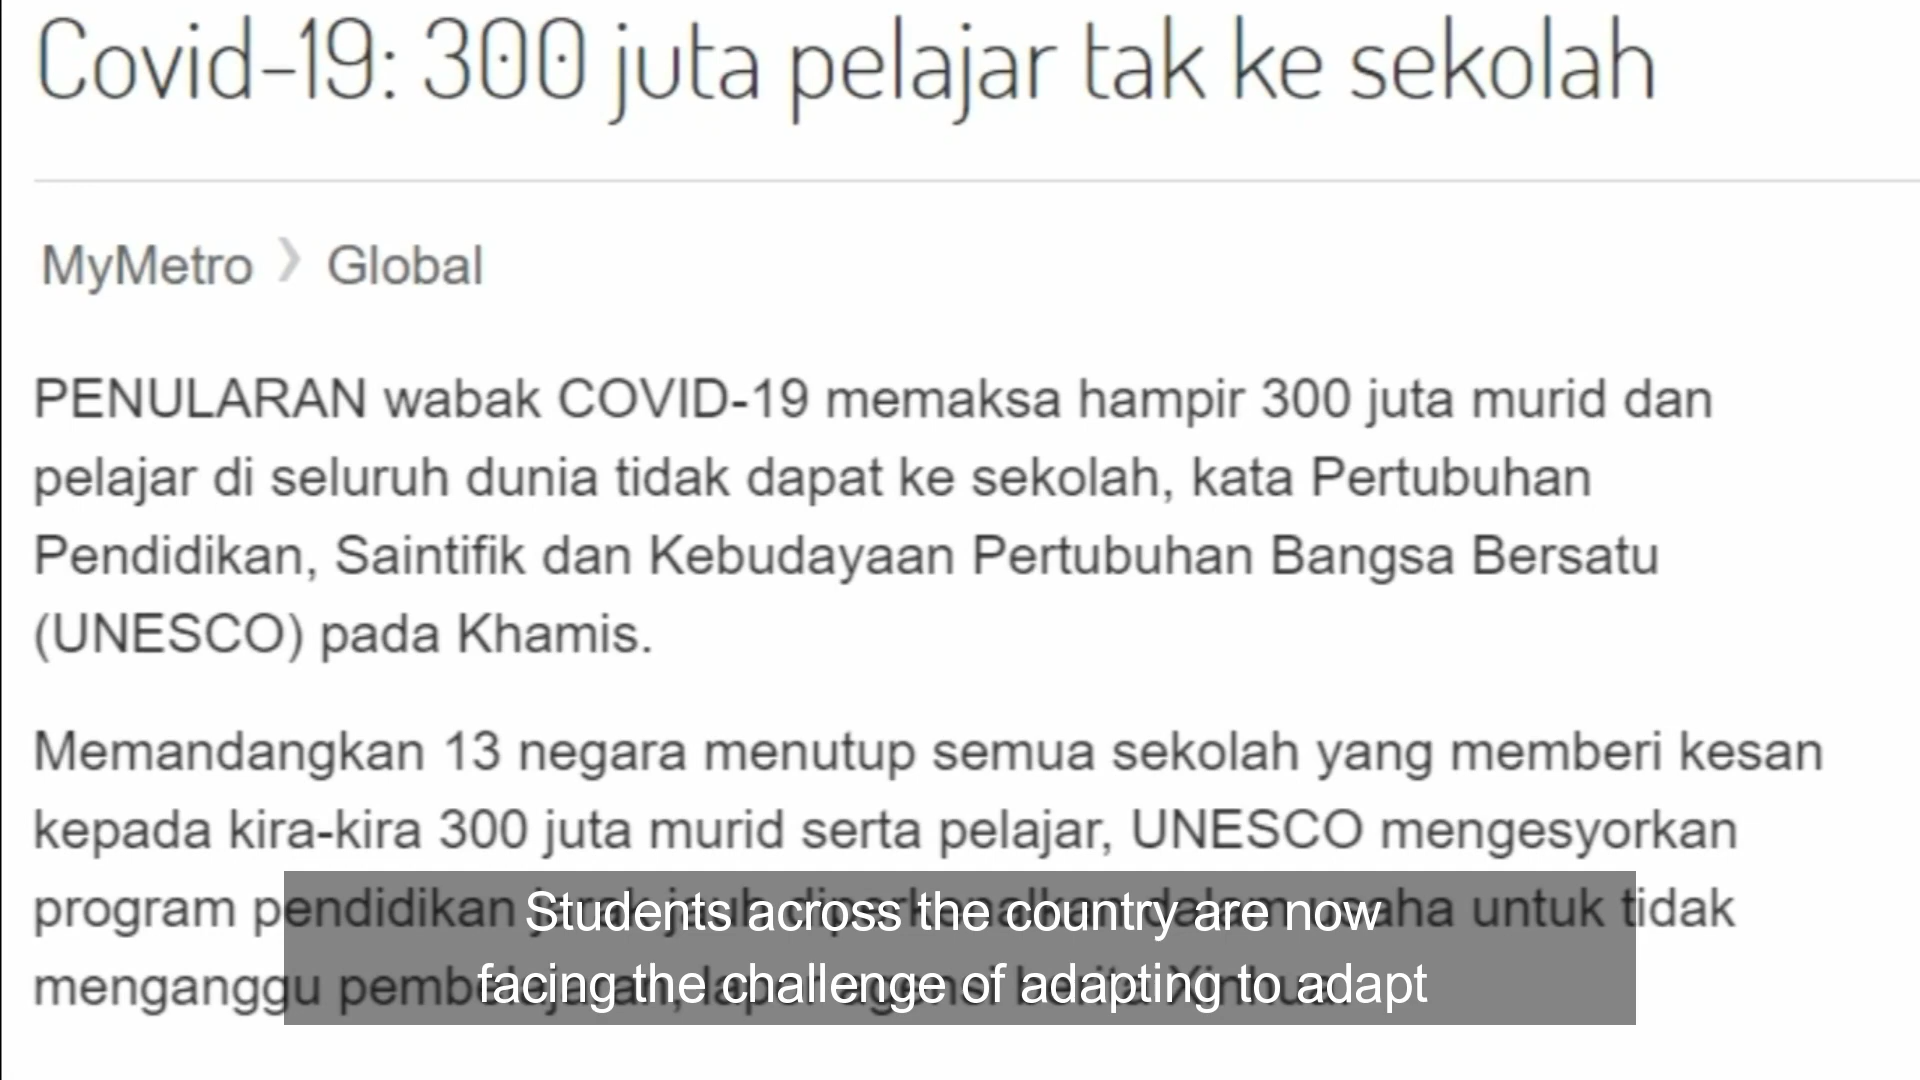 Covid-19: 300 juta pelajar tak ke sekolah
MyMetro › Global
PENULARAN wabak COVID-19 memaksa hampir 300 juta murid dan
pelajar di seluruh dunia tidak dapat ke sekolah, kata Pertubuhan
Pendidikan, Saintifik dan Kebudayaan Pertubuhan Bangsa Bersatu
(UNESCO) pada Khamis.
Memandangkan 13 negara menutup semua sekolah yang memberi kesan
kepada kira-kira 300 juta murid serta pelajar, UNESCO mengesyorkan
program pendidikan untuk tidak
menganggu
Students across the country are now
facing the challenge of adapting to adapt